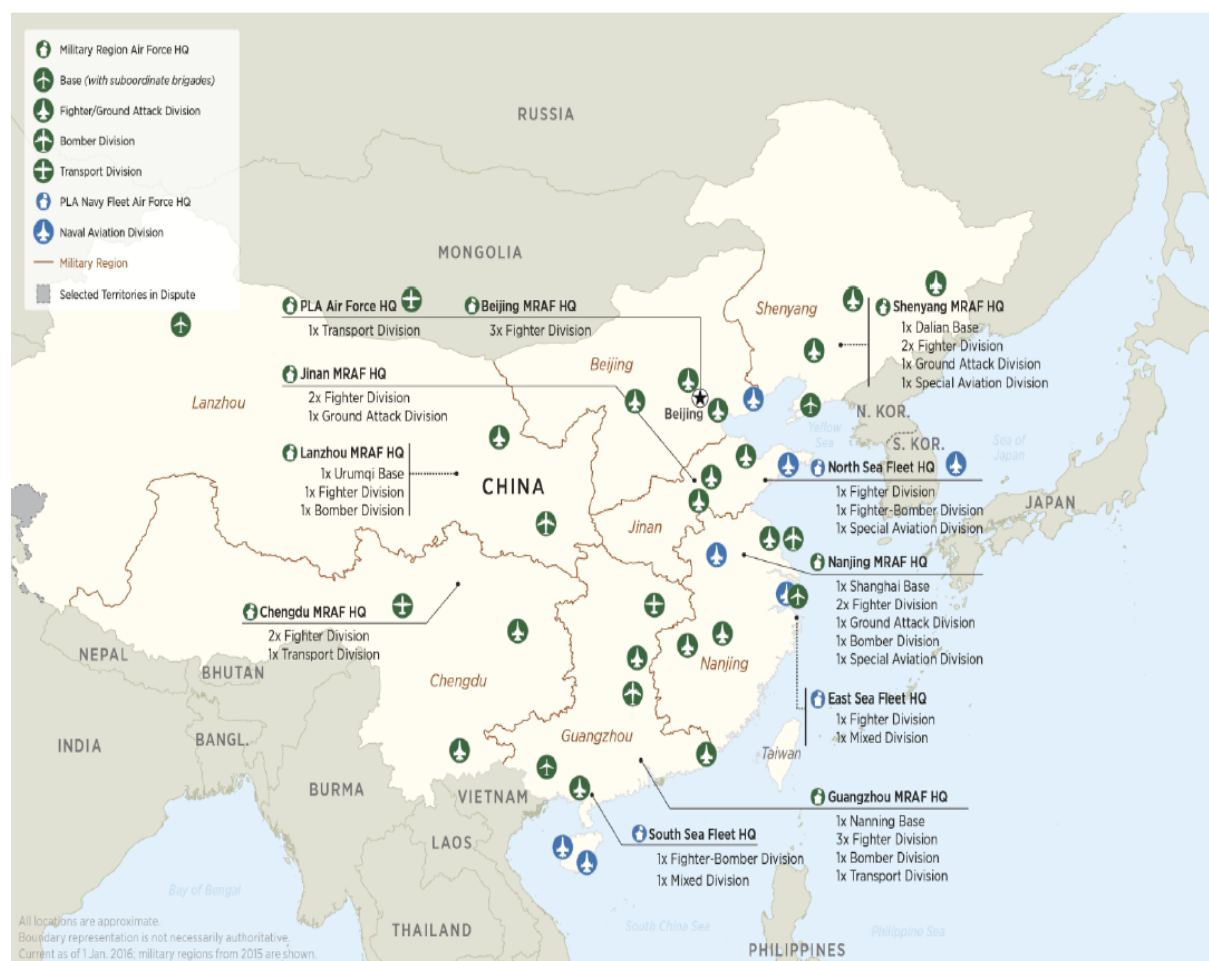 Military Region Air Force HQ
Base (with subordinate brigades)
Fighter/Ground Attack Division
Bomber Division
Transport Division
PLA Navy Fleet Air Force HQ
Naval Aviation Division
Military Region
Selected Territories in Dispute
RUSSIA
MONGOLIA
PLA Air Force HQ
1x Transport Division
Beijing MRAF HQ
3x Fighter Division
Shenyang
Shenyang MRAF HQ
1x Dalian Base
2x Fighter Division
1x Ground Attack Division
1x Special Aviation Division
Beijing
Jinan MRAF HQ
2x Fighter Division
1x Ground Attack Division
Lanzhou
Beijing
N. KOR.
Yellow
Sea
S. KOR.
Sea of
Japan
JAPAN
Lanzhou MRAF HQ
1x Urumqi Base
1x Fighter Division
1x Bomber Division
CHINA
North Sea Fleet HQ
1x Fighter Division
1x Fighter-Bomber Division
1x Special Aviation Division
Jinan
Nanjing MRAF HQ
1x Shanghai Base
2x Fighter Division
1x Ground Attack Division
1x Bomber Division
1x Special Aviation Division
Chengdu MRAF HQ
2x Fighter Division
1x Transport Division
NEPAL
BHUTAN
Chengdu
Nanjing
East Sea Fleet HQ
1x Fighter Division
1x Mixed Division
INDIA
BANGL.
Guangzhou
Taiwan
BURMA
VIETNAM
Guangzhou MRAF HQ
1x Nanning Base
3x Fighter Division
1x Bomber Division
1x Transport Division
LAOS
South Sea Fleet HQ
1x Fighter-Bomber Division
1x Mixed Division
Bay of Bengal
THAILAND
South China Sea
PHILIPPINES
Philippine Sea
All locations are approximate.
Boundary representation is not necessarily authoritative.
Current as of 1 Jan. 2016; military regions from 2015 are shown.